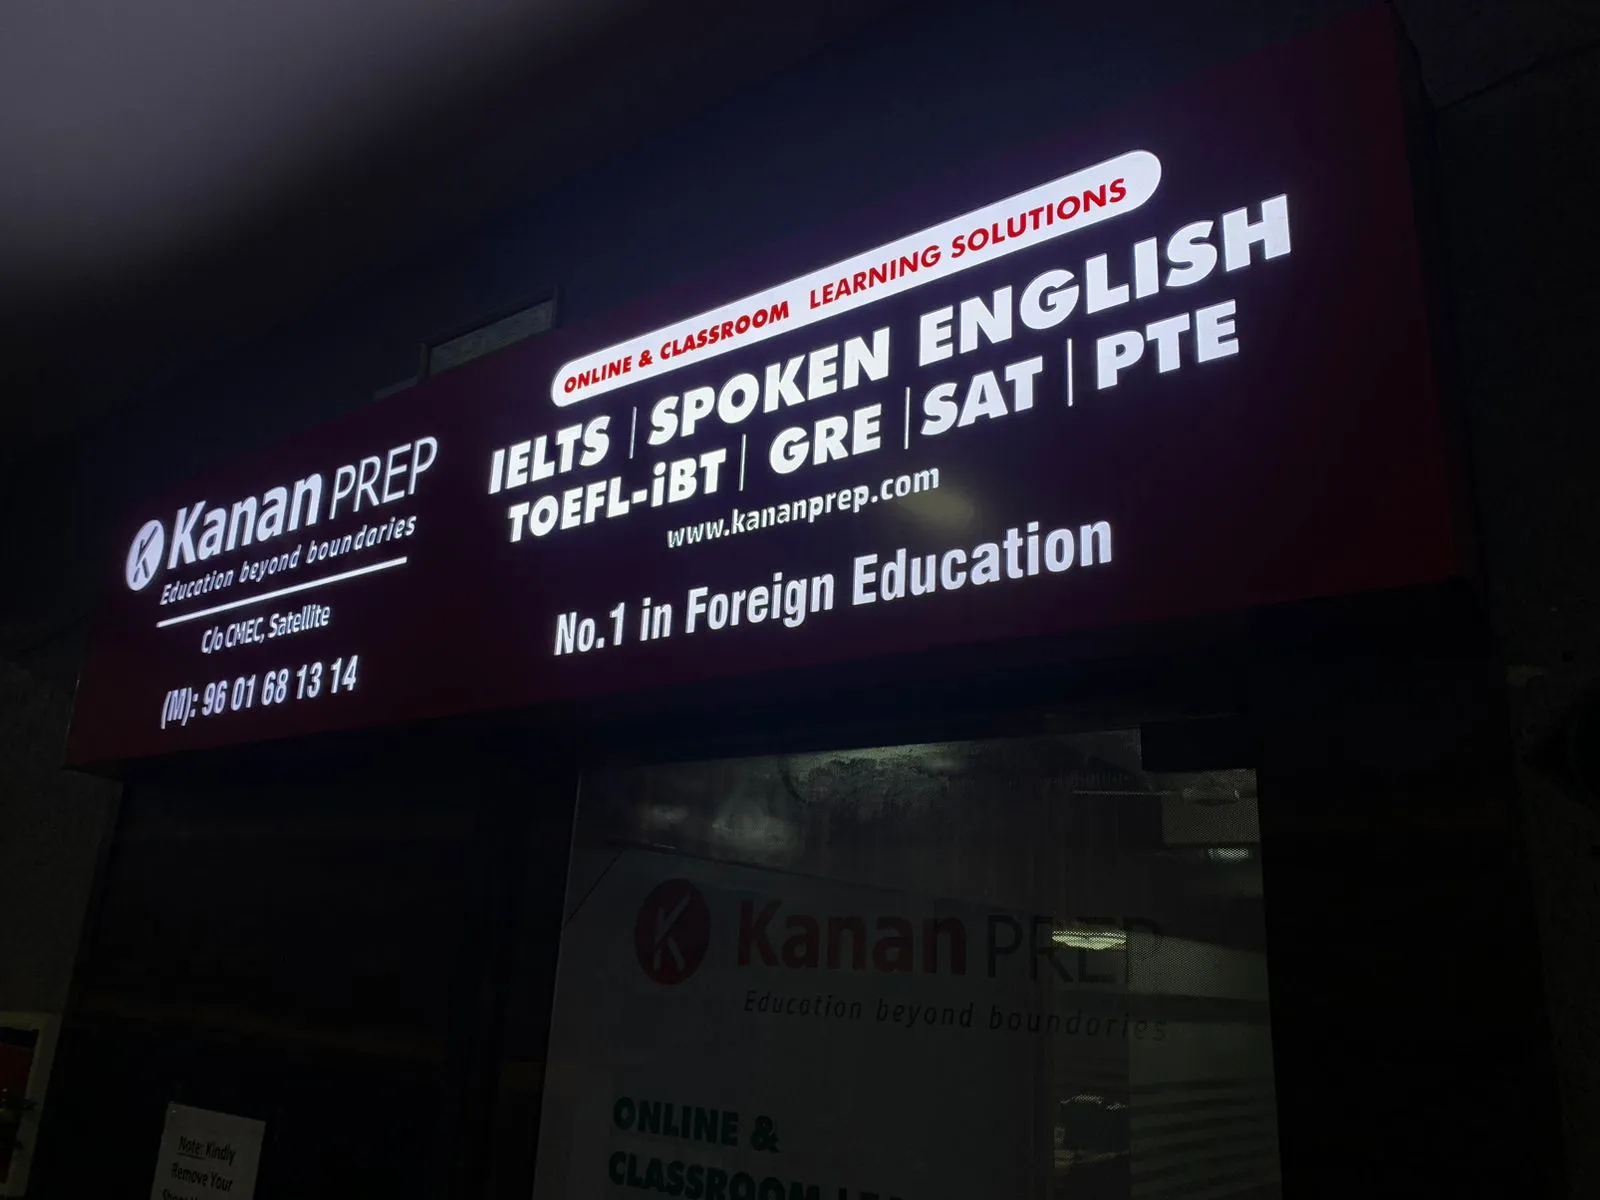 Kanan PREP
Education beyond boundaries
C/o CMEC, Satellite
(M): 96 01 68 13 14
ONLINE & CLASSROOM LEARNING SOLUTIONS
IELTS | SPOKEN ENGLISH
TOEFL-iBT | GRE | SAT | PTE
www.kananprep.com
No.1 in Foreign Education
Kanan PREP
Education beyond boundaries
ONLINE &
CLASSROOM
Note: Kindly
Remove Your